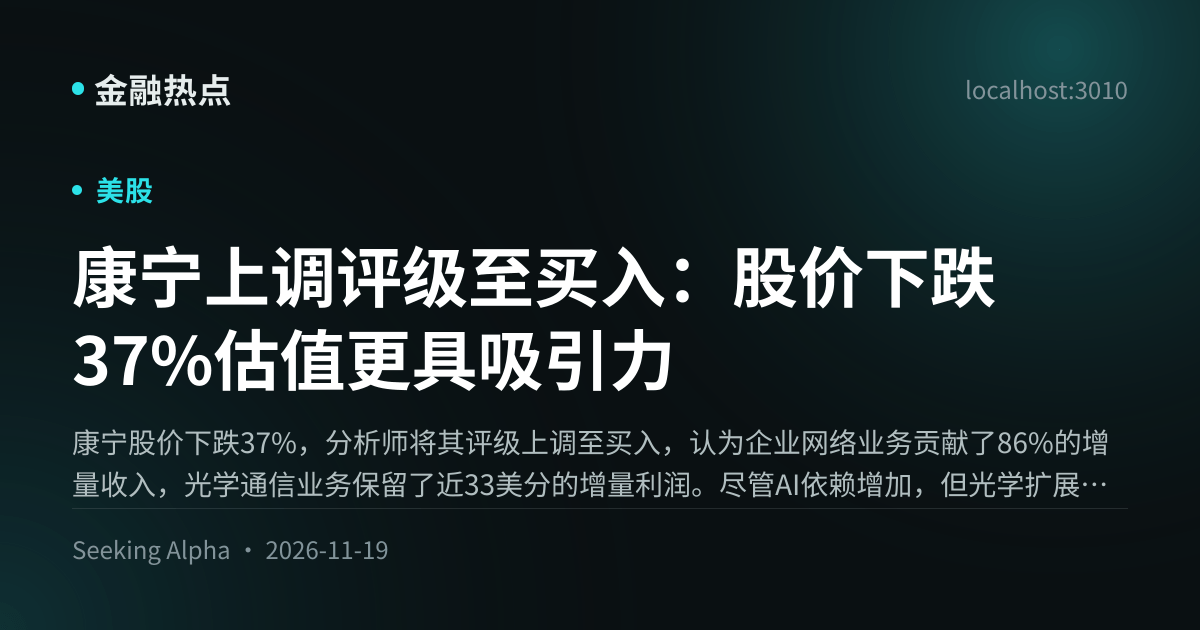 金融热点
localhost:3010
美股
康宁上调评级至买入：股价下跌
37%估值更具吸引力
康宁股价下跌37%，分析师将其评级上调至买入，认为企业网络业务贡献了86%的增
量收入，光学通信业务保留了近33美分的增量利润。尽管AI依赖增加，但光学扩展…
Seeking Alpha • 2026-11-19